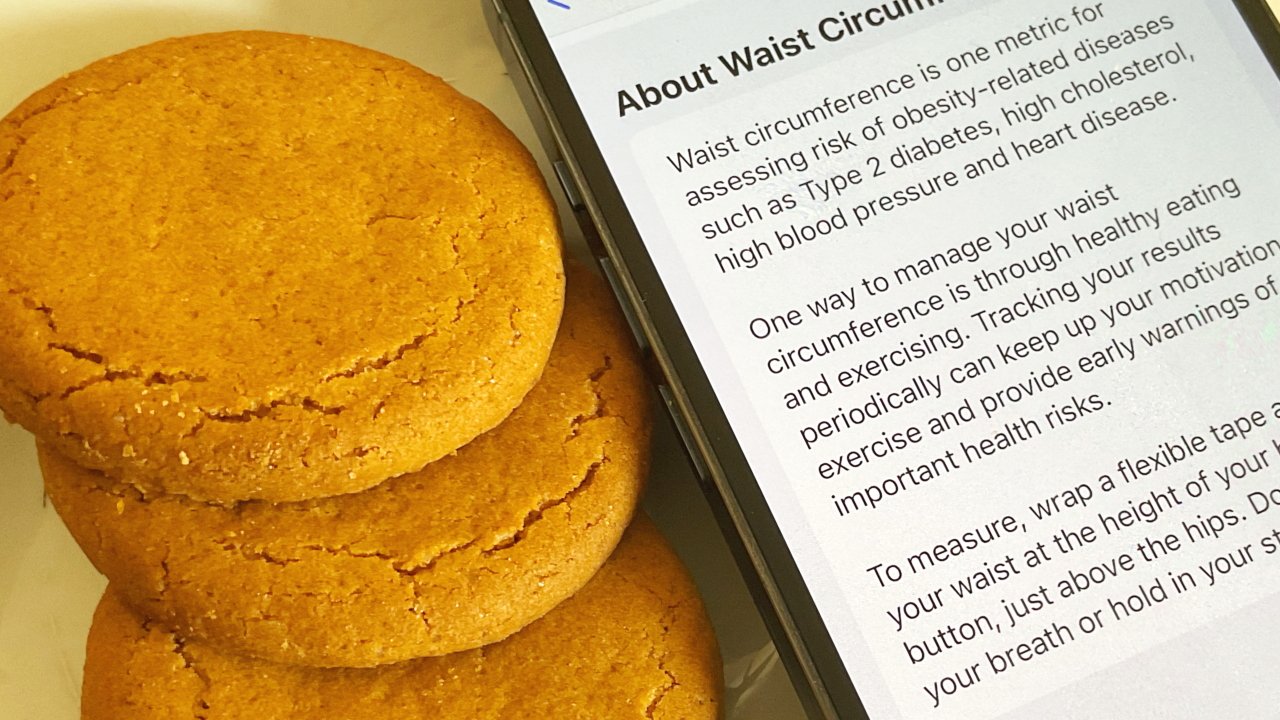 About Waist
Waist circumference is one metric for
assessing risk of obesity-related diseases
such as Type 2 diabetes, high cholesterol,
high blood pressure and heart disease.
One way to manage your waist
circumference is through healthy eating
and exercising. Tracking your results
periodically can keep up your motivation
exercise and provide early warnings of
important health risks.
To measure, wrap a flexible tape
your waist at the height of your
button, just above the hips.
your breath or hold in your